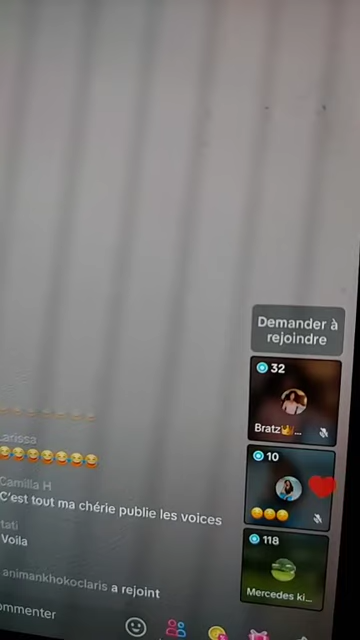 Demander à
rejoindre
32
Bratz👑...
10
😊😊😊
118
Mercedes ki...
Larissa
😂😂😂😂😂😂😂
Camilla H
C'est tout ma chérie publie les voices
tati
Voila
animankhokoclaris a rejoint
ommenter